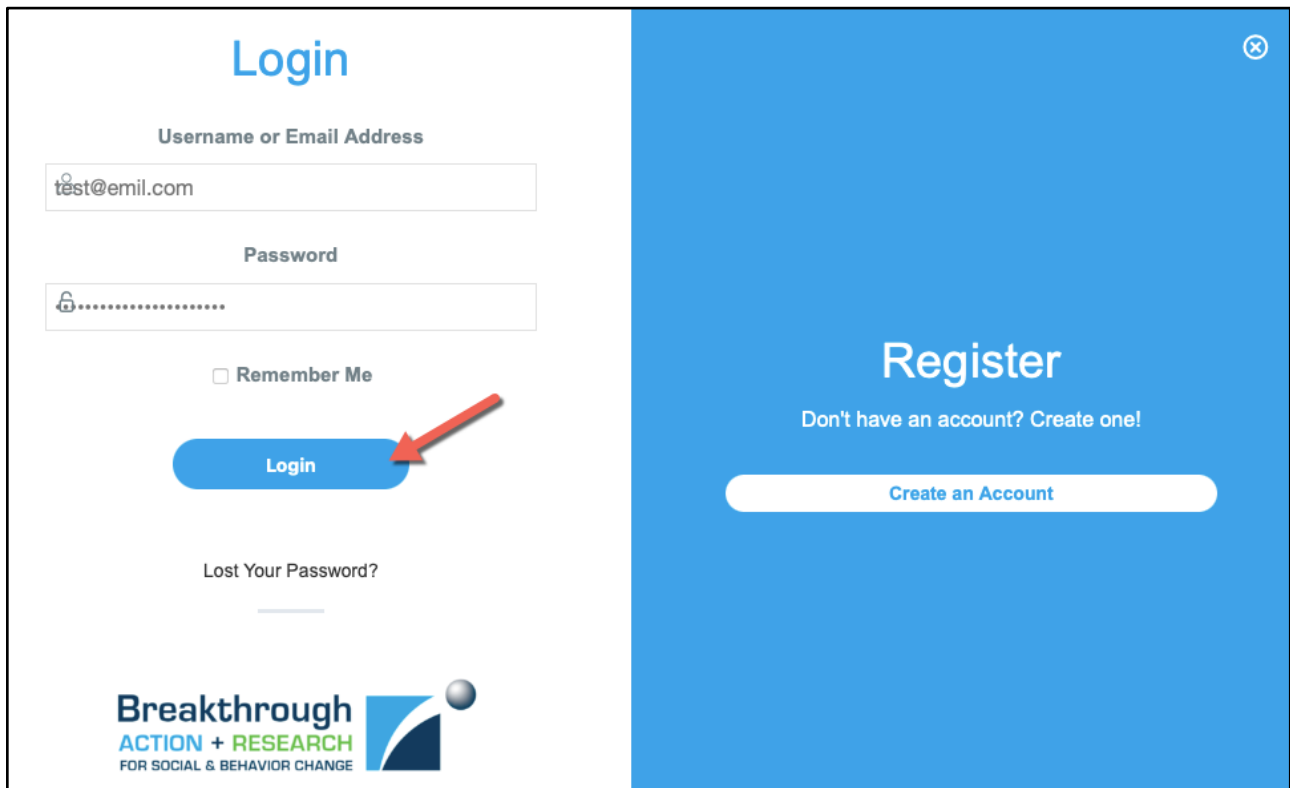 Login
Username or Email Address
test@emil.com
Password
Remember Me
Login
Lost Your Password?
Breakthrough
ACTION + RESEARCH
FOR SOCIAL & BEHAVIOR CHANGE
Register
Don't have an account? Create one!
Create an Account